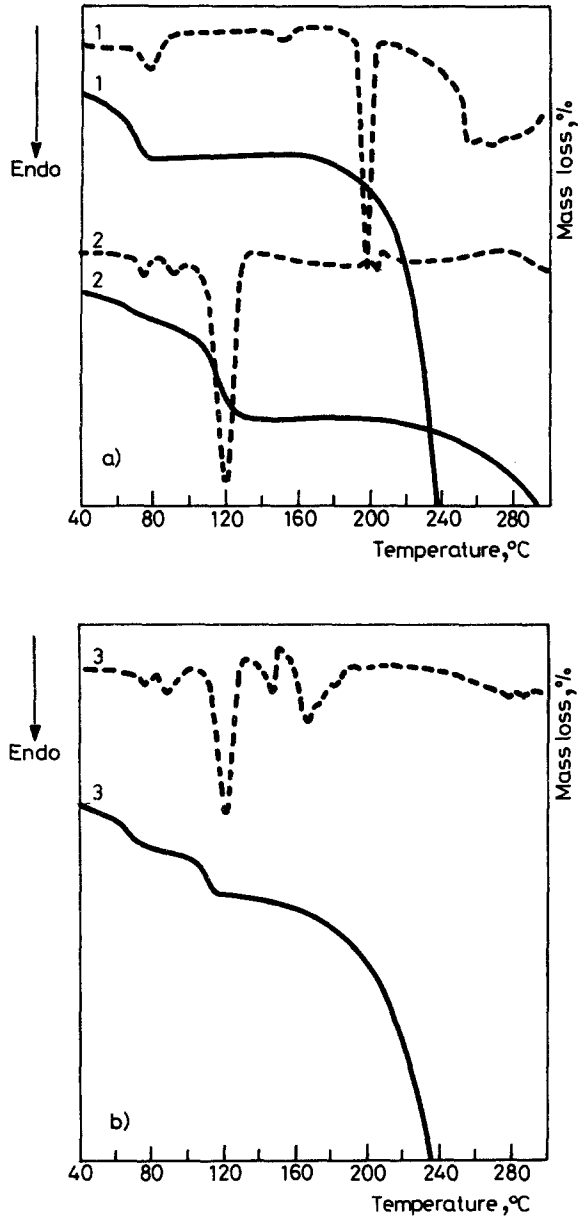 1
1
Endo
Mass loss, %
2
2
a)
40 80 120 160 200 240 280
Temperature, °C
3
Endo
Mass loss, %
3
b)
40 80 120 160 200 240 280
Temperature, °C